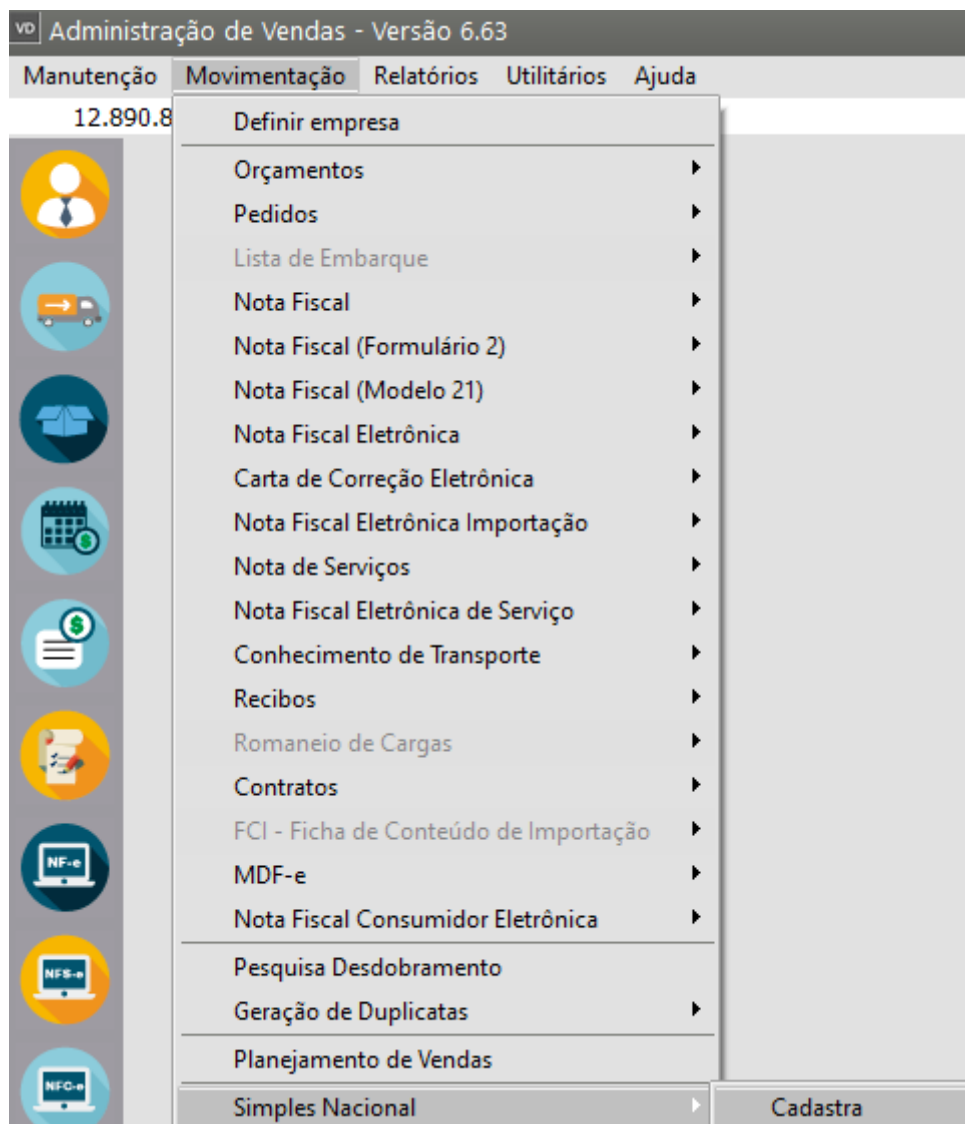 VD Administração de Vendas - Versão 6.63
Manutenção Movimentação Relatórios Utilitários Ajuda
12.890.8
Definir empresa
Orçamentos
Pedidos
Lista de Embarque
Nota Fiscal
Nota Fiscal (Formulário 2)
Nota Fiscal (Modelo 21)
Nota Fiscal Eletrônica
Carta de Correção Eletrônica
Nota Fiscal Eletrônica Importação
Nota de Serviços
Nota Fiscal Eletrônica de Serviço
Conhecimento de Transporte
Recibos
Romaneio de Cargas
Contratos
FCI - Ficha de Conteúdo de Importação
NF-e
MDF-e
Nota Fiscal Consumidor Eletrônica
Pesquisa Desdobramento
NFS-e
Geração de Duplicatas
Planejamento de Vendas
NFC-e
Simples Nacional Cadastra